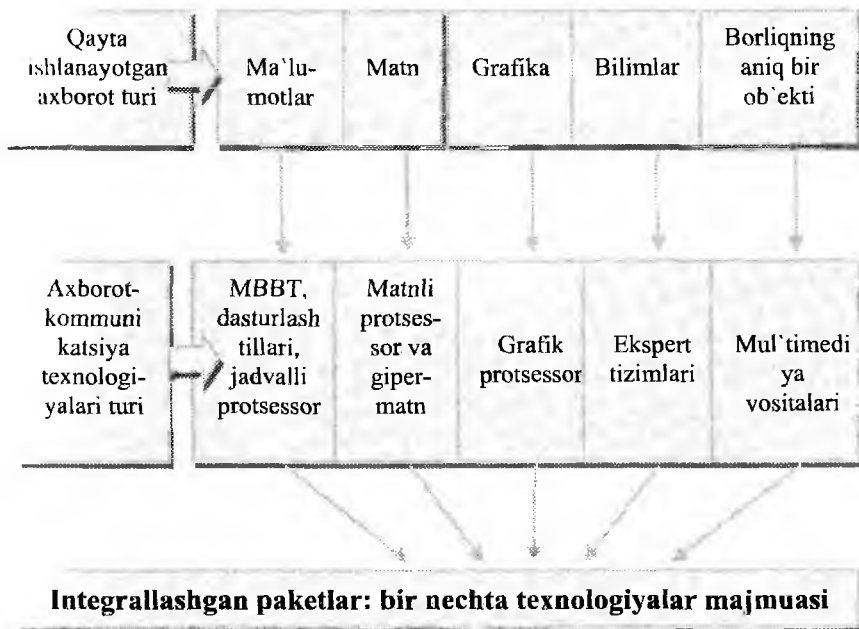 Qayta
ishlanayotgan
axborot turi
Ma`lu-
motlar
Matn
Grafika
Bilimlar
Borliqning
aniq bir
ob`ekti
Axborot-
kommuni
katsiya
texnologi-
yalari turi
MBBT,
dasturlash
tillari,
jadvalli
protsessor
Matnli
protses-
sor va
giper-
matn
Grafik
protsessor
Ekspert
tizimlari
Mul`timedi
ya
vositalari
Integrallashgan paketlar: bir nechta texnologiyalar majmuasi